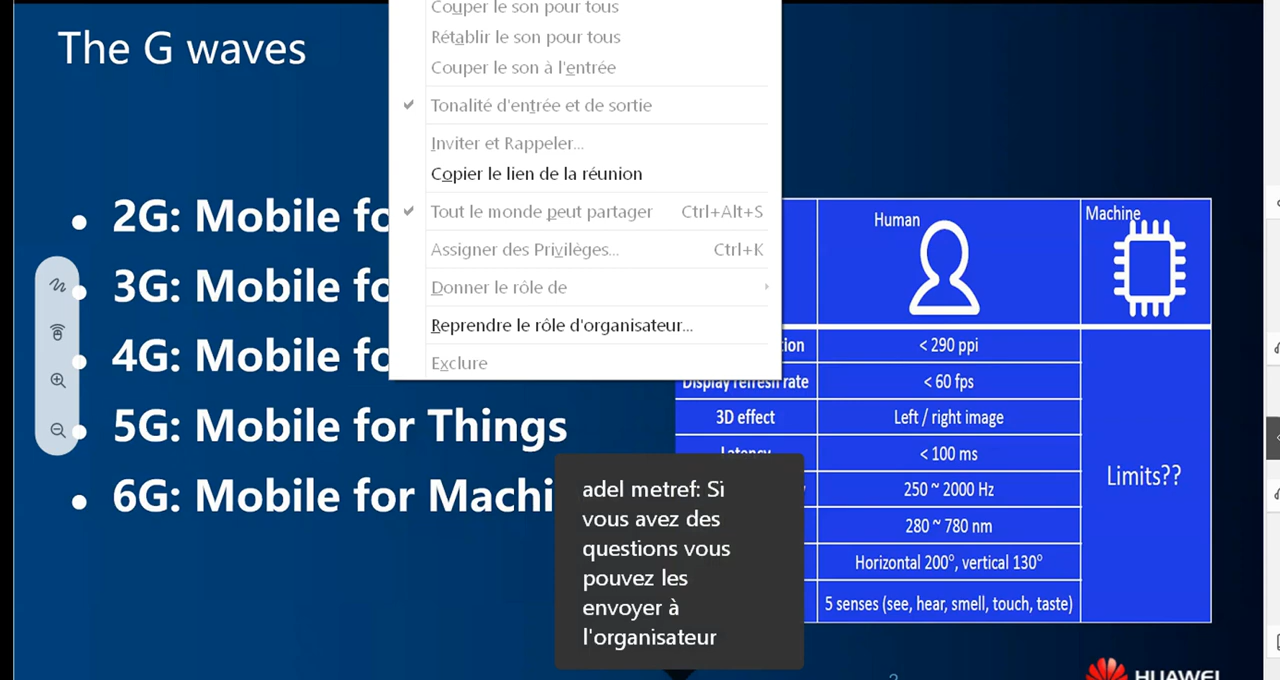 The G waves
Couper le son pour tous
Rétablir le son pour tous
Couper le son à l'entrée
Tonalité d'entrée et de sortie
Inviter et Rappeler...
Copier le lien de la réunion
Tout le monde peut partager Ctrl+Alt+S
Assigner des Privilèges... Ctrl+K
Donner le rôle de
Reprendre le rôle d'organisateur...
Exclure
• 2G: Mobile fo
• 3G: Mobile fo
• 4G: Mobile fo
• 5G: Mobile for Things
• 6G: Mobile for Machi
Human
Machine
tion < 290 ppi
Display refresh rate < 60 fps
3D effect Left / right image
Latency < 100 ms
250 ~ 2000 Hz
280 ~ 780 nm
Horizontal 200°, vertical 130°
5 senses (see, hear, smell, touch, taste)
Limits??
adel metref: Si
vous avez des
questions vous
pouvez les
envoyer à
l'organisateur
HUAWEI